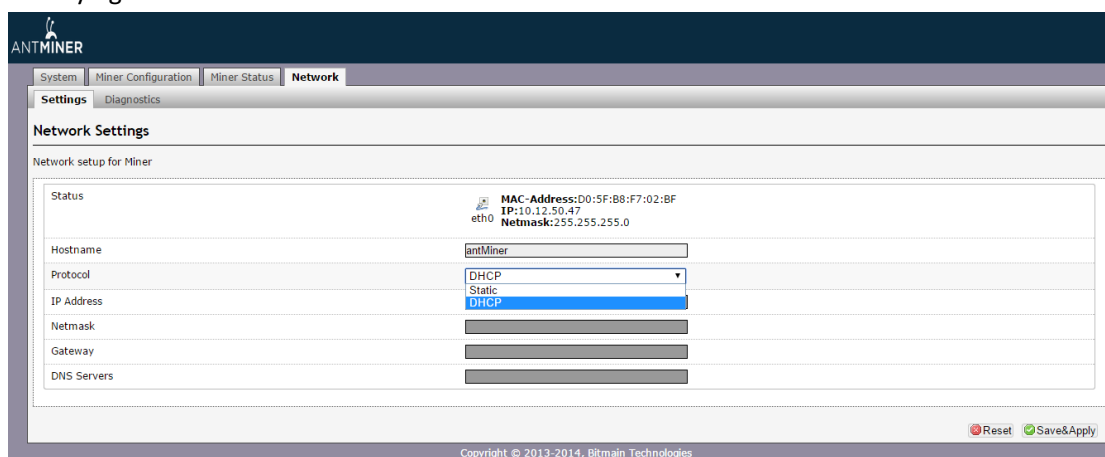 ANTMINER
System Miner Configuration Miner Status Network
Settings Diagnostics
Network Settings
Network setup for Miner
Status
MAC-Address:D0:5F:B8:F7:02:BF
IP:10.12.50.47
eth0
Netmask:255.255.255.0
Hostname antMiner
Protocol DHCP
Static
IP Address DHCP
Netmask
Gateway
DNS Servers
Reset Save&Apply
Copyright © 2013-2014, Bitmain Technologies